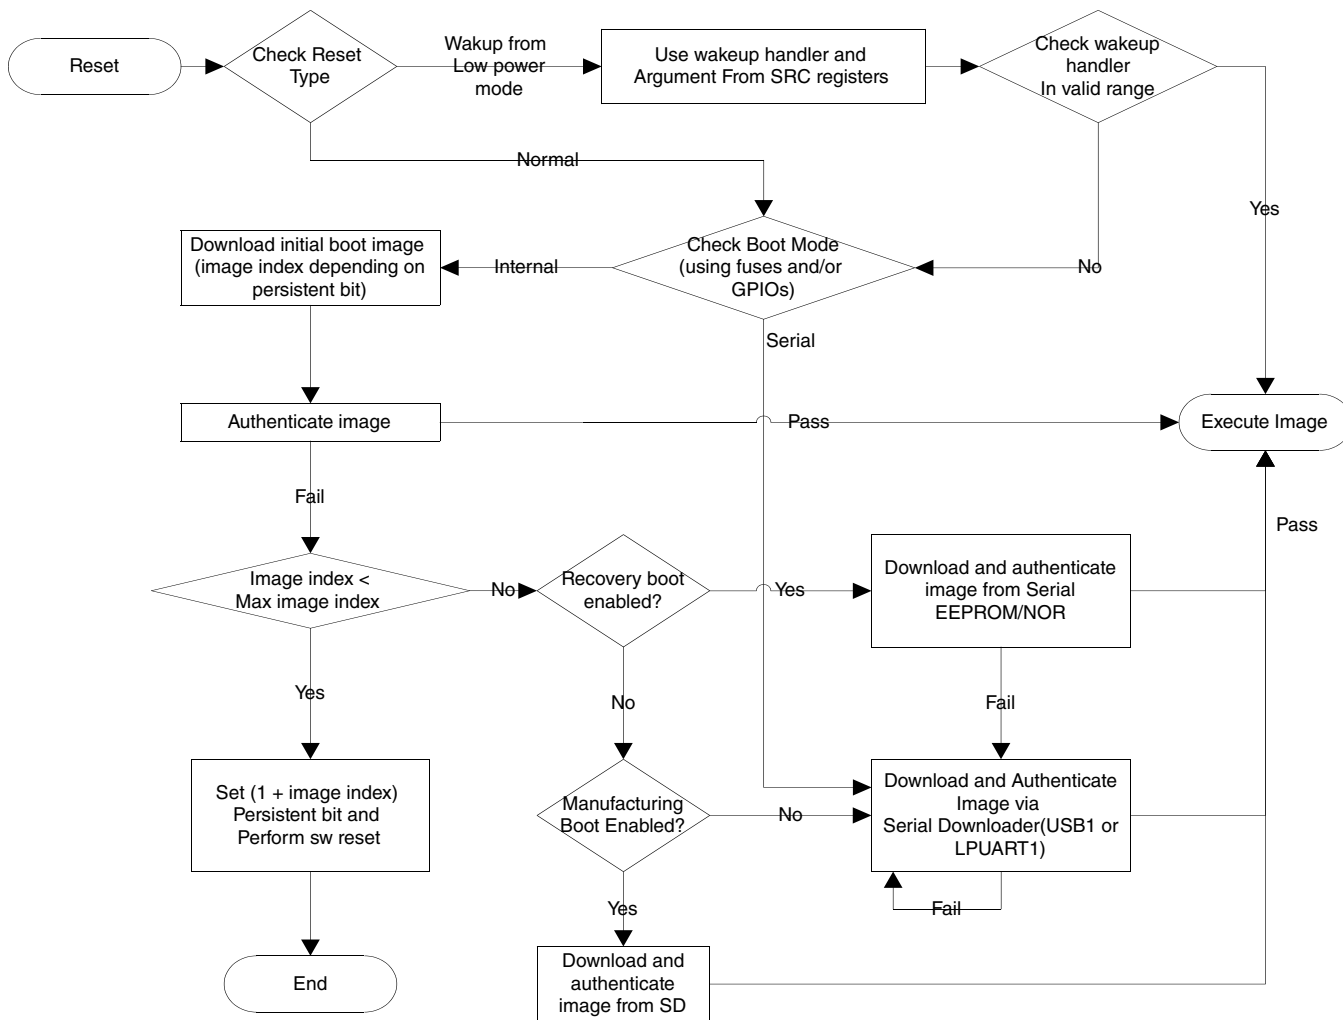 Reset
Check Reset
Type
Wakup from
Low power
mode
Use wakeup handler and
Argument From SRC registers
Check wakeup
handler
In valid range
Normal
Yes
Download initial boot image
(image index depending on
persistent bit)
Internal
Check Boot Mode
(using fuses and/or
GPIOs)
No
Serial
Authenticate image
Pass
Execute Image
Fail
Pass
Image index <
Max image index
No
Recovery boot
enabled?
Yes
Download and authenticate
image from Serial
EEPROM/NOR
Yes
No
Fail
Set (1 + image index)
Persistent bit and
Perform sw reset
Manufacturing
Boot Enabled?
No
Download and Authenticate
Image via
Serial Downloader(USB1 or
LPUART1)
Yes
Fail
End
Download and
authenticate
image from SD